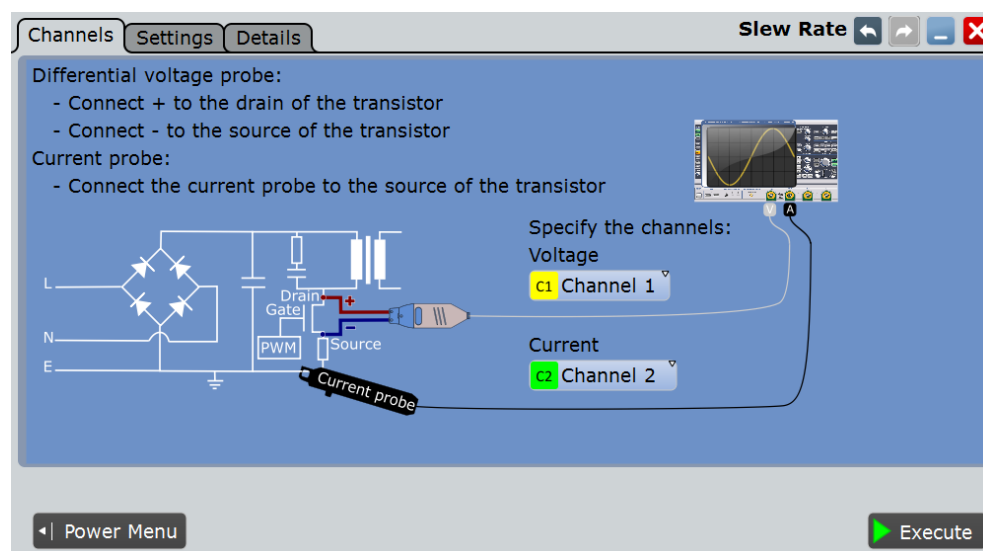 Channels
Settings
Details
Slew Rate
Differential voltage probe:
- Connect + to the drain of the transistor
- Connect - to the source of the transistor
Current probe:
- Connect the current probe to the source of the transistor
V A
Specify the channels:
Voltage
C1 Channel 1
Current
C2 Channel 2
L
N
E
Drain
+
Gate
-
PWM
Source
Current probe
Power Menu
Execute